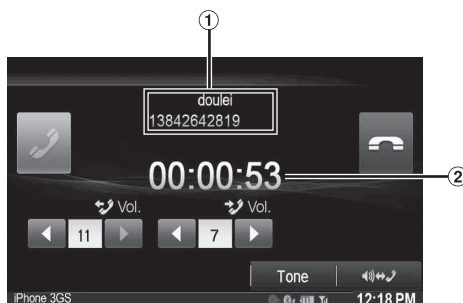 1
doulei
13842642819
00:00:53
2
Vol.
Vol.
11
7
Tone
iPhone 3GS
12:18 PM